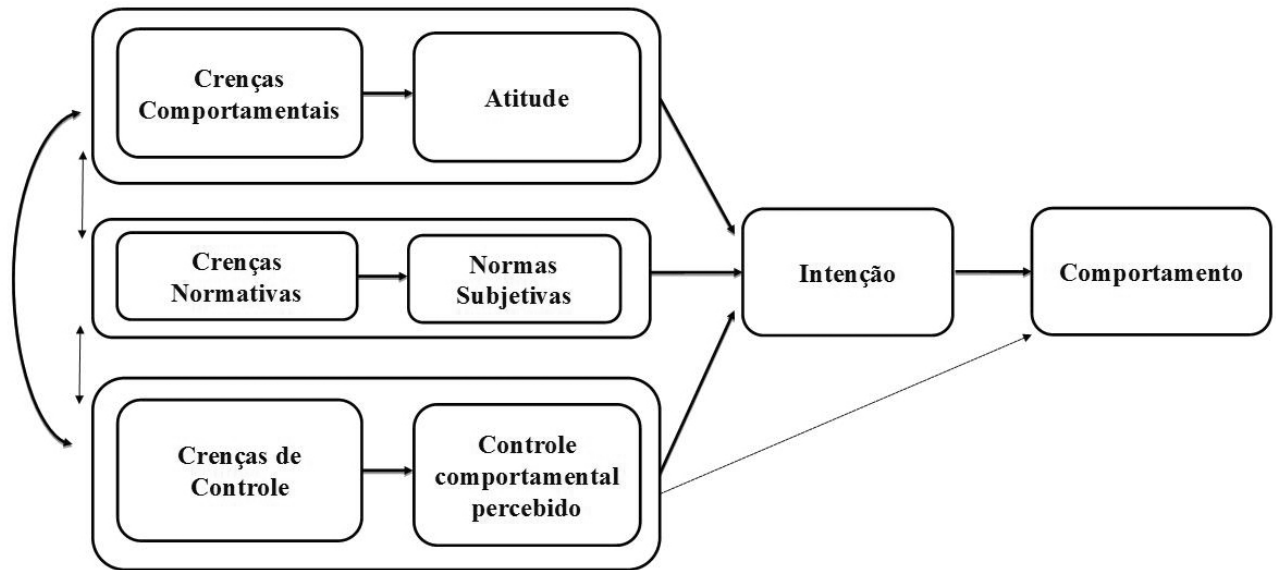 Crenças
Comportamentais
Atitude
Crenças
Normativas
Normas
Subjetivas
Intenção
Comportamento
Crenças de
Controle
Controle
comportamental
percebido